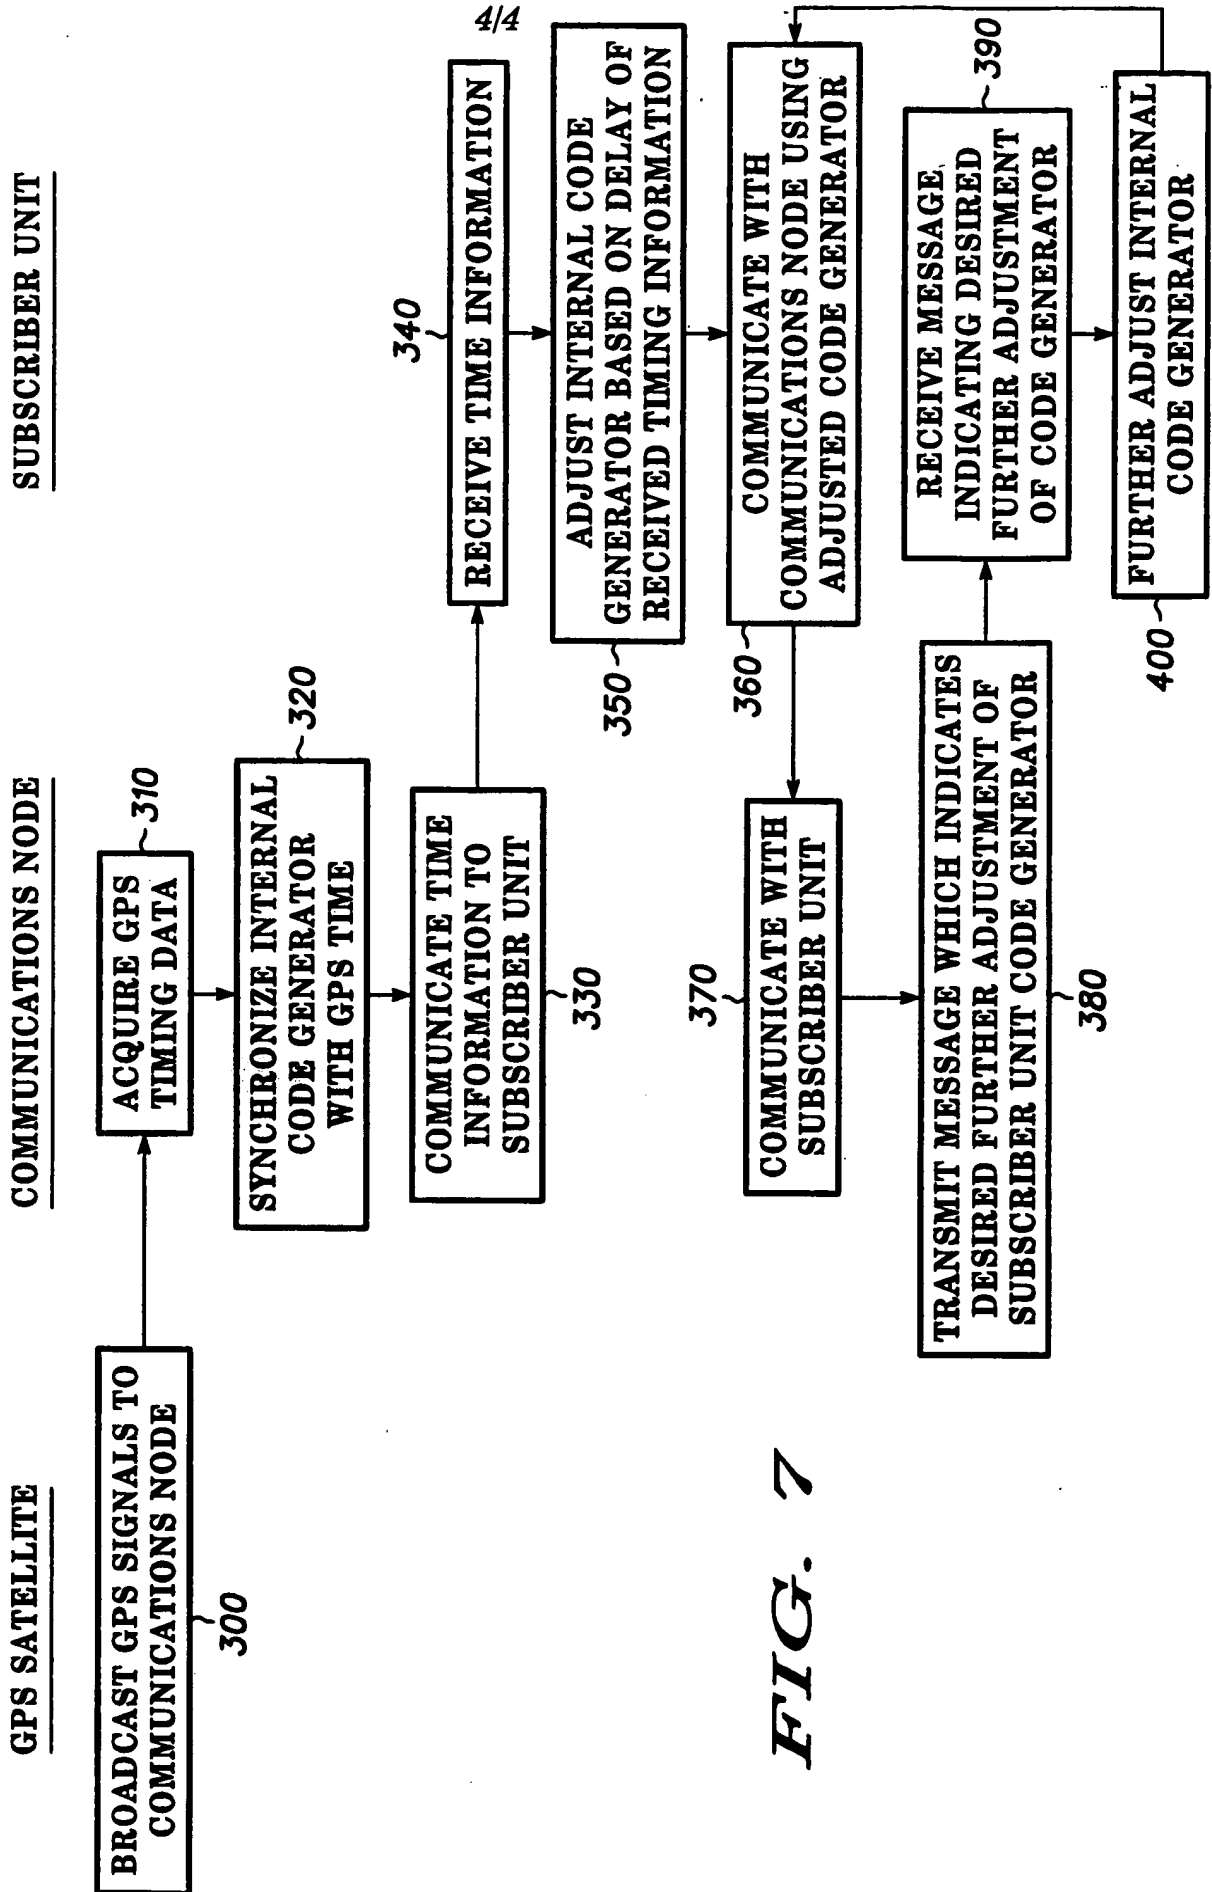 4/4
GPS SATELLITE
COMMUNICATIONS NODE
SUBSCRIBER UNIT
BROADCAST GPS SIGNALS TO
COMMUNICATIONS NODE
300
310
ACQUIRE GPS
TIMING DATA
320
SYNCHRONIZE INTERNAL
CODE GENERATOR
WITH GPS TIME
COMMUNICATE TIME
INFORMATION TO
SUBSCRIBER UNIT
330
340
RECEIVE TIME INFORMATION
ADJUST INTERNAL CODE
GENERATOR BASED ON DELAY OF
RECEIVED TIMING INFORMATION
350
COMMUNICATE WITH
COMMUNICATIONS NODE USING
ADJUSTED CODE GENERATOR
360
370
COMMUNICATE WITH
SUBSCRIBER UNIT
TRANSMIT MESSAGE WHICH INDICATES
DESIRED FURTHER ADJUSTMENT OF
SUBSCRIBER UNIT CODE GENERATOR
380
390
RECEIVE MESSAGE
INDICATING DESIRED
FURTHER ADJUSTMENT
OF CODE GENERATOR
FURTHER ADJUST INTERNAL
CODE GENERATOR
400
FIG. 7